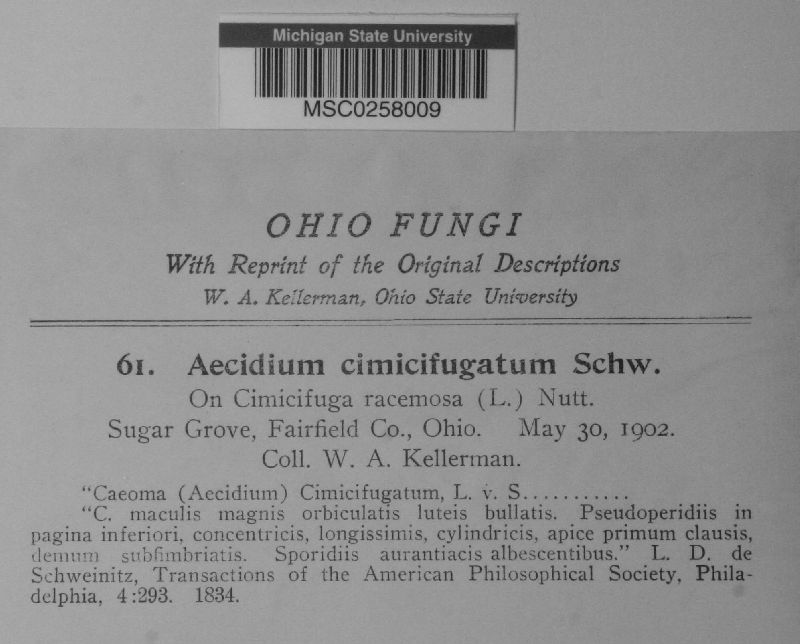 Michigan State University
MSC0258009
OHIO FUNGI
With Reprint of the Original Descriptions
W. A. Kellerman, Ohio State University
61. Aecidium cimicifugatum Schw.
On Cimicifuga racemosa (L.) Nutt.
Sugar Grove, Fairfield Co., Ohio. May 30, 1902.
Coll. W. A. Kellerman.
"Caeoma (Aecidium) Cimicifugatum, L. v. S...........
"C. maculis magnis orbiculatis luteis bullatis. Pseudoperidiis in
pagina inferiori, concentricis, longissimis, cylindricis, apice primum clausis,
demum subfimbriatis. Sporidiis aurantiacis albescentibus." L. D. de
Schweinitz, Transactions of the American Philosophical Society, Phila-
delphia, 4:293. 1834.